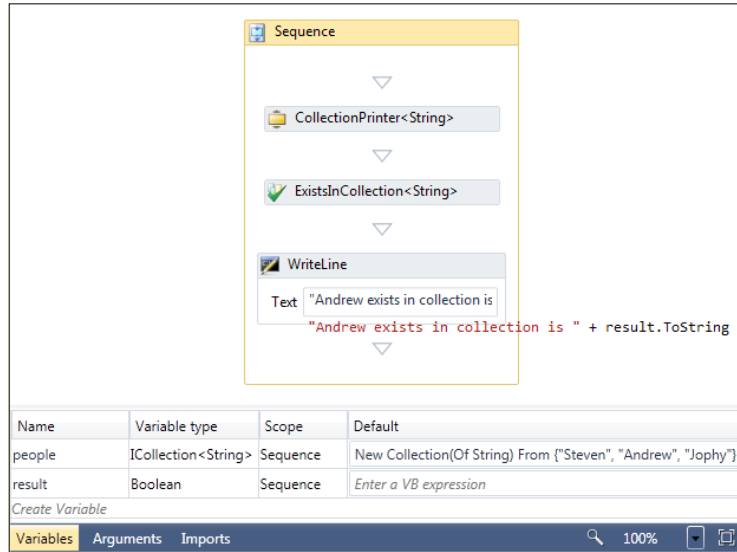 Sequence
CollectionPrinter<String>
ExistsInCollection<String>
WriteLine
Text "Andrew exists in collection is
"Andrew exists in collection is " + result.ToString
Name Variable type Scope Default
people ICollection<String> Sequence New Collection(Of String) From {"Steven", "Andrew", "Jophy"}
result Boolean Sequence Enter a VB expression
Create Variable
Variables Arguments Imports 100%